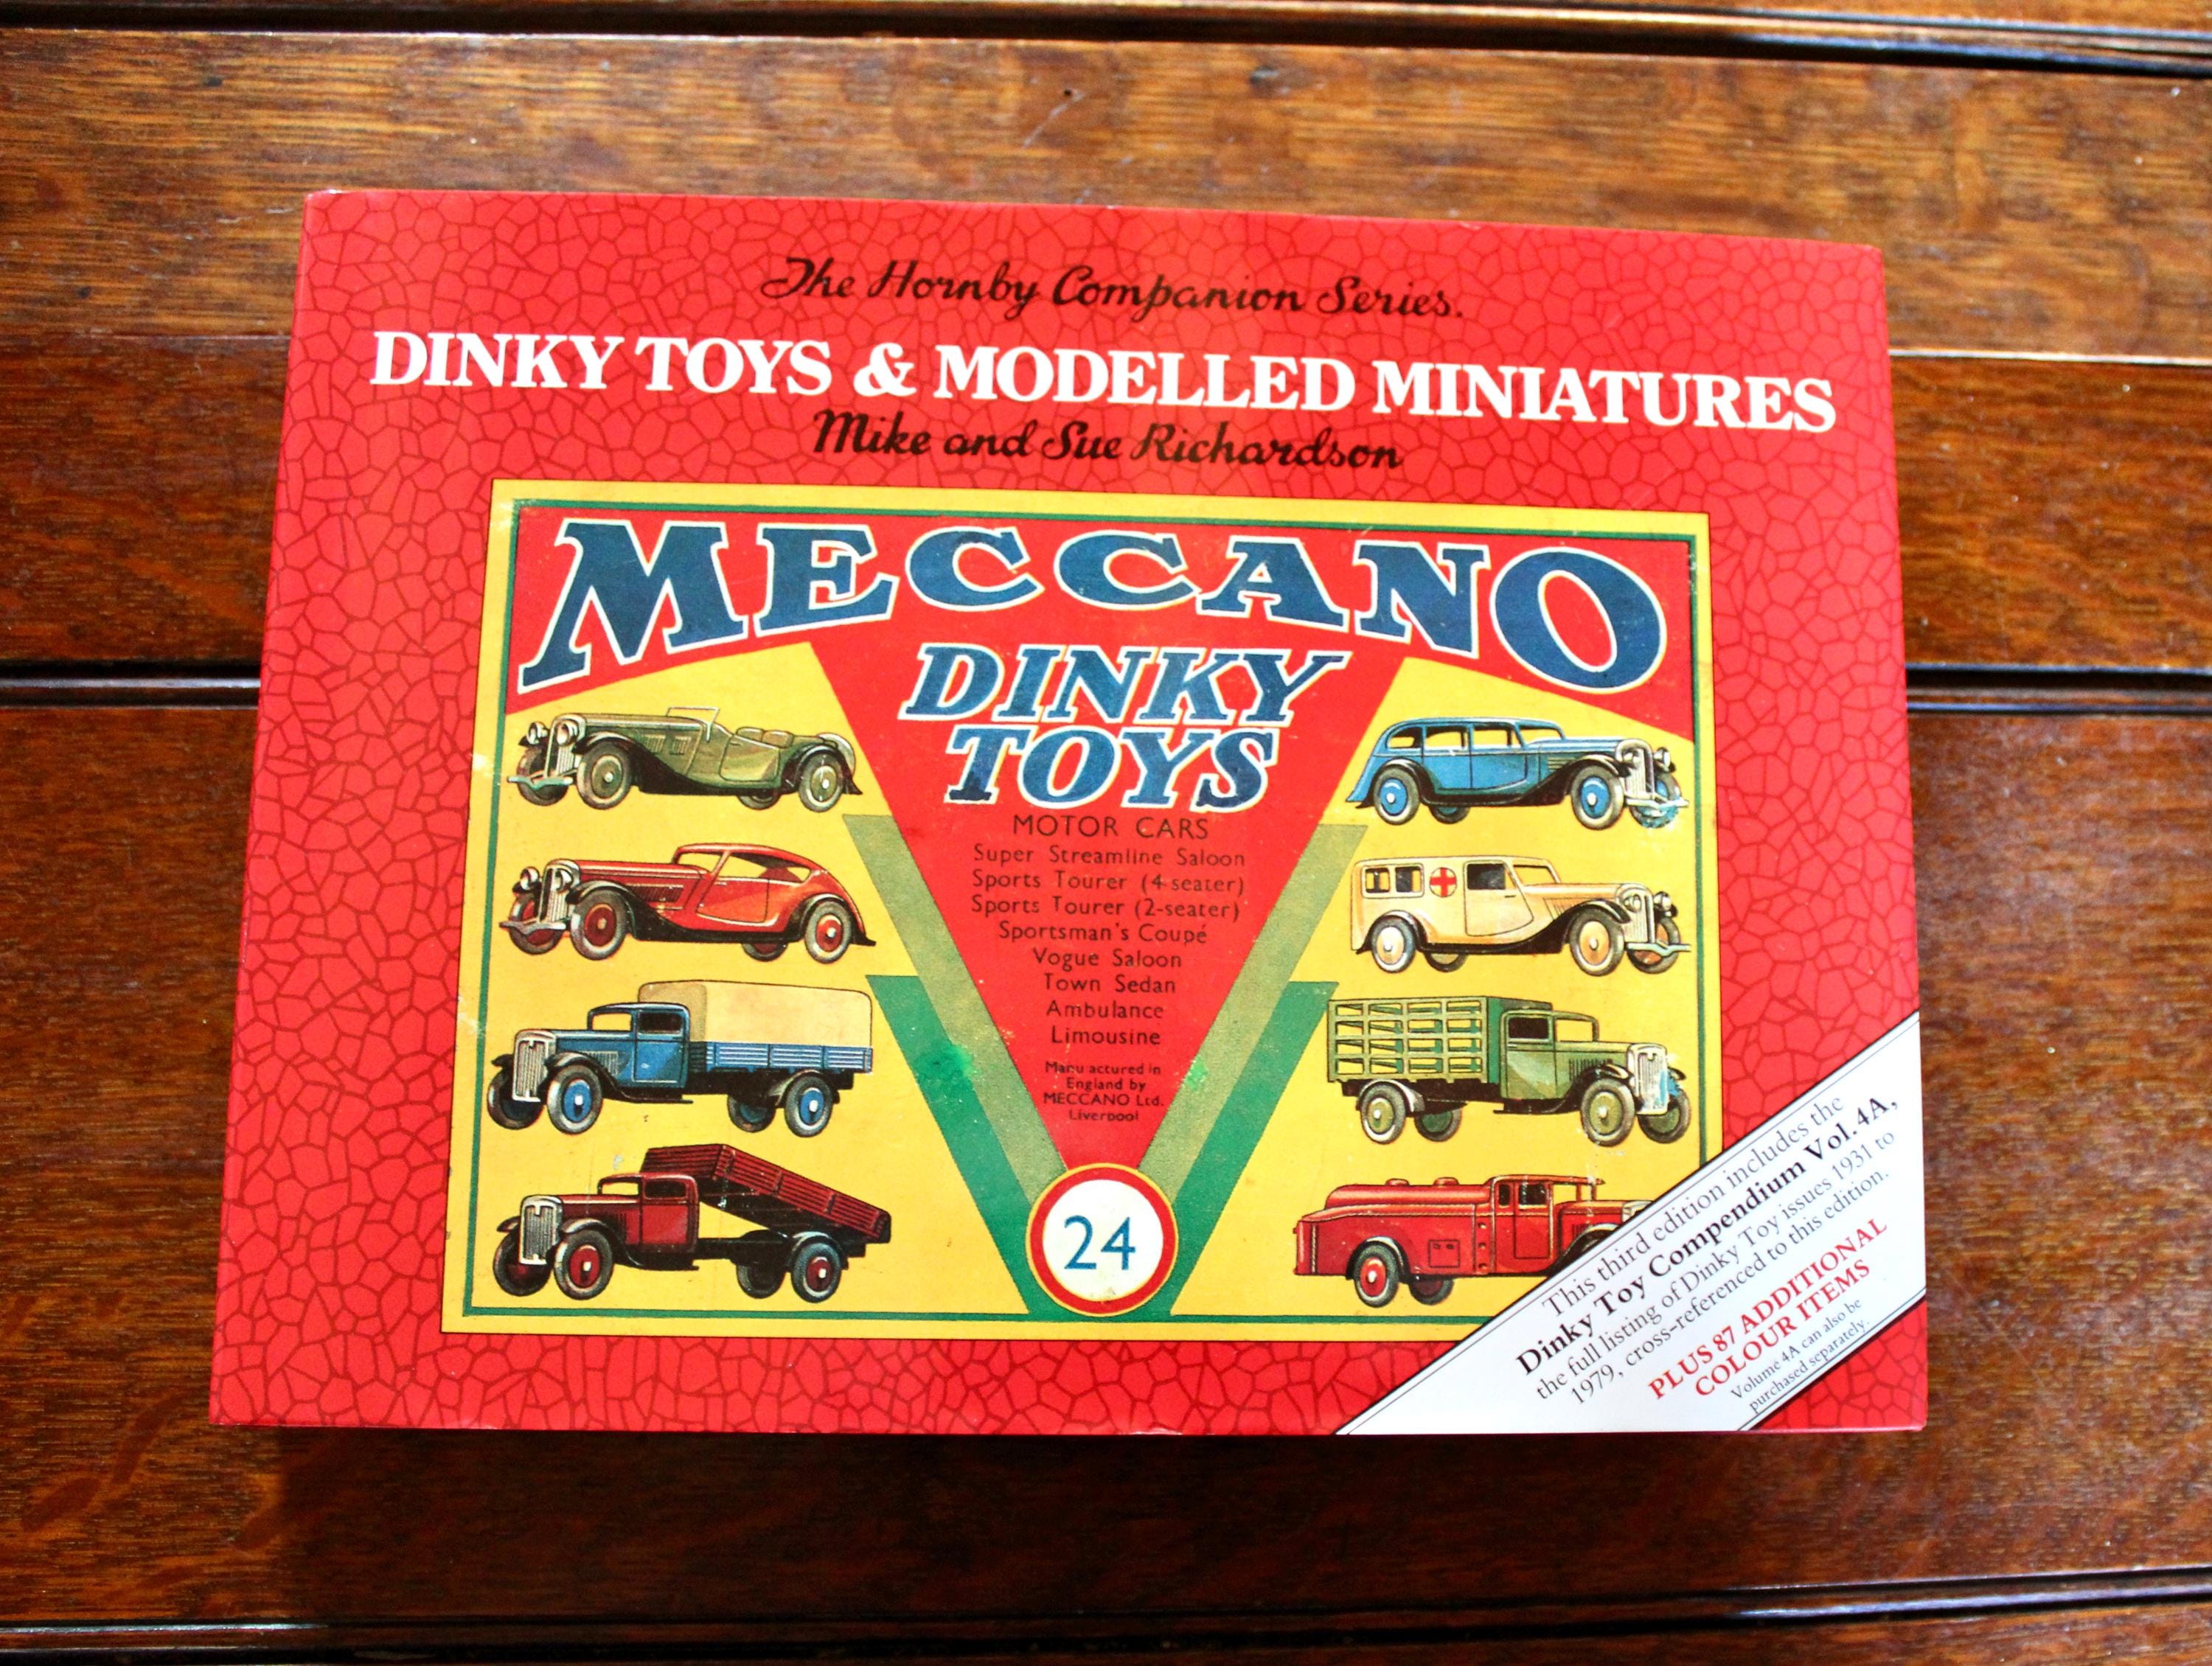 The Hornby Companion Series.
DINKY TOYS & MODELLED MINIATURES
Mike and Sue Richardson
MECCANO
DINKY
TOYS
MOTOR CARS
Super Streamline Saloon
Sports Tourer (4-seater)
Sports Tourer (2-seater)
Sportsman's Coupé
Vogue Saloon
Town Sedan
Ambulance
Limousine
Manu actured in
England by
MECCANO Ltd.
Liverpool
24
This third edition includes the
Dinky Toy Compendium Vol. 4A,
the full listing of Dinky Toy issues 1931 to
1979, cross-referenced to this edition.
PLUS 87 ADDITIONAL
COLOUR ITEMS
Volume 4A can also be
purchased separately.